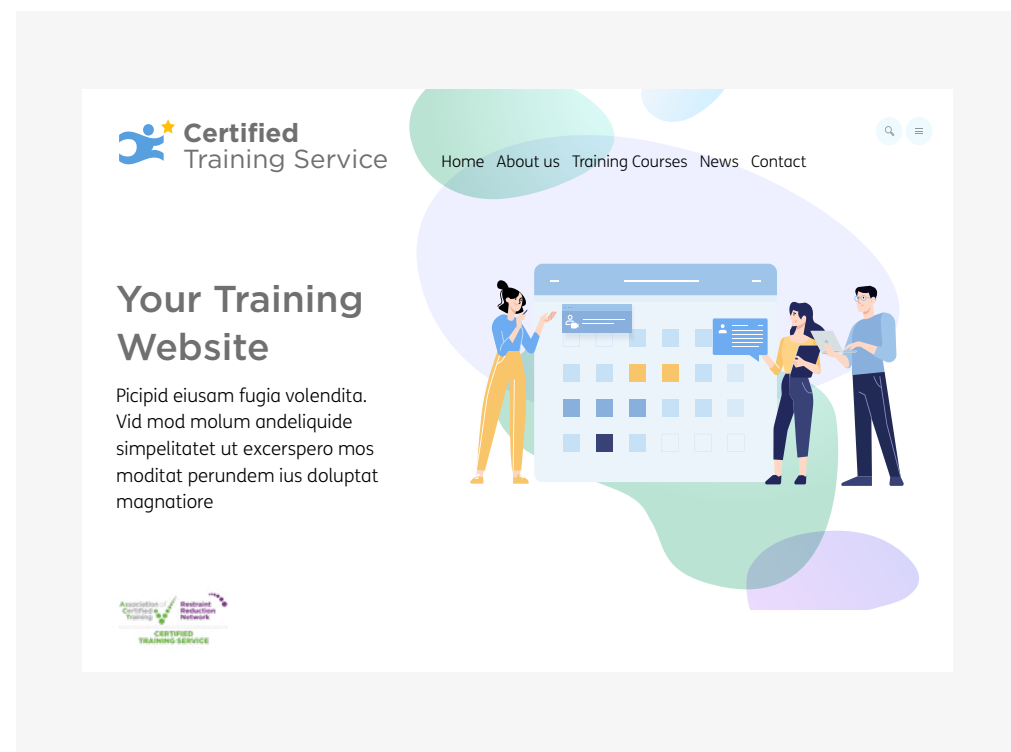 Certified
Training Service
Home About us Training Courses News Contact
Your Training
Website
Picipid eiusam fugia volendita.
Vid mod molum andeliquide
simpelitatet ut excerspero mos
moditat perundem ius doluptat
magnatiore
Association of
Certified
Training
Restraint
Reduction
Network
CERTIFIED
TRAINING SERVICE